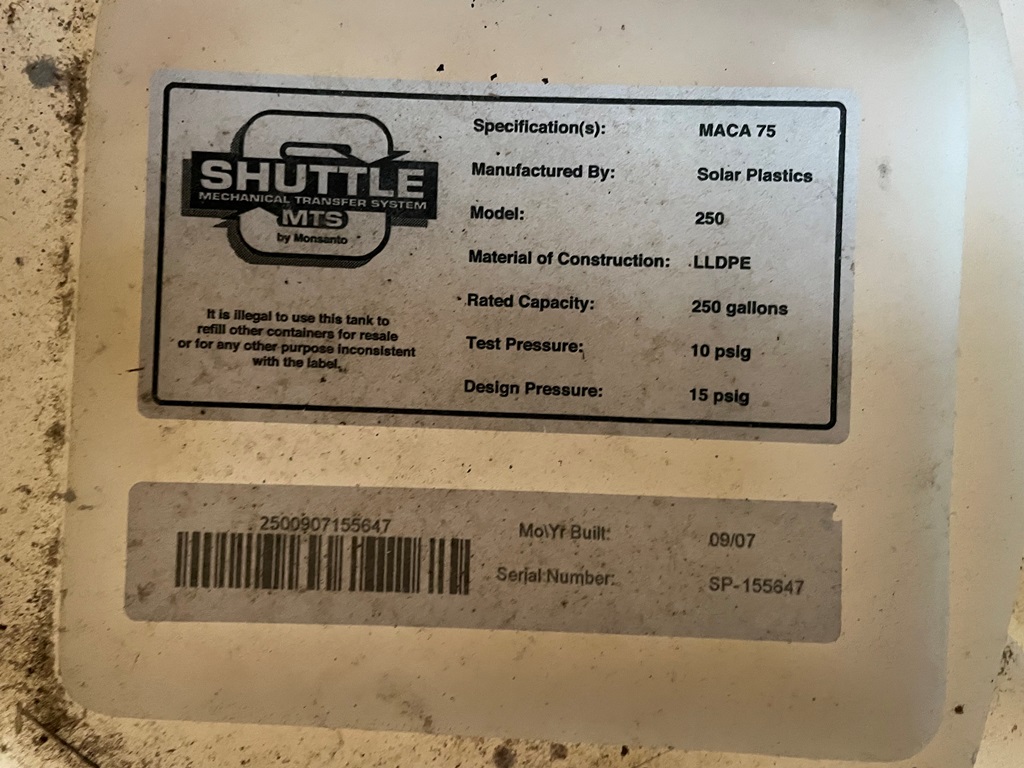 SHUTTLE
MECHANICAL TRANSFER SYSTEM
MTS
by Monsanto
It is illegal to use this tank to
refill other containers for resale
or for any other purpose inconsistent
with the label.
Specification(s): MACA 75
Manufactured By: Solar Plastics
Model: 250
Material of Construction: LLDPE
Rated Capacity: 250 gallons
Test Pressure: 10 psig
Design Pressure: 15 psig
2500907155647
Mo\Yr Built: 09/07
Serial Number: SP-155647